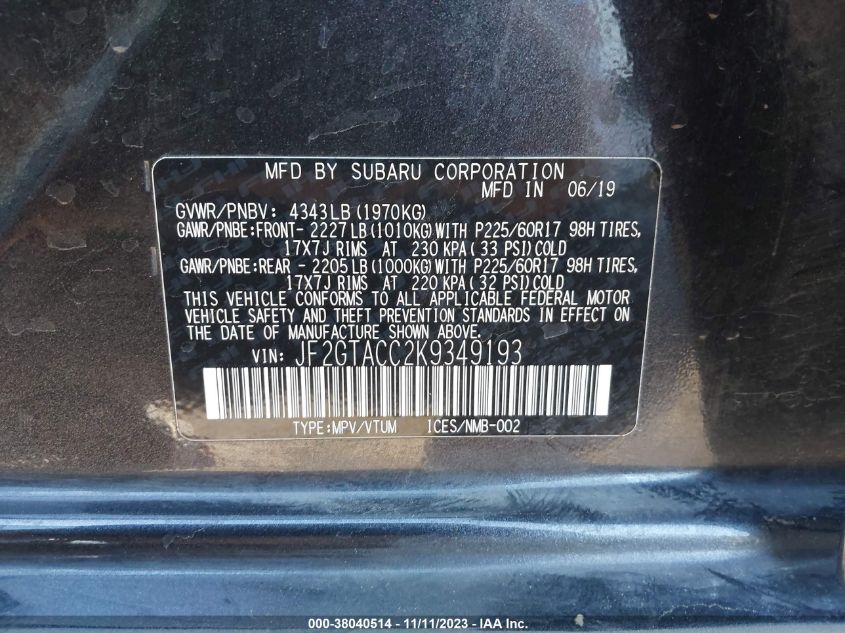 MFD BY SUBARU CORPORATION
MFD IN 06/19
GVWR/PNBV: 4343LB(1970KG)
GAWR/PNBE:FRONT- 2227LB(1010KG)WITH P225/60R17 98H TIRES,
17X7J RIMS AT 230 KPA(33 PSI)COLD
GAWR/PNBE:REAR - 2205LB(1000KG)WITH P225/60R17 98H TIRES,
17X7J RIMS AT 220 KPA(32 PSI)COLD
THIS VEHICLE CONFORMS TO ALL APPLICABLE FEDERAL MOTOR
VEHICLE SAFETY AND THEFT PREVENTION STANDARDS IN EFFECT ON
THE DATE OF MANUFACTURE SHOWN ABOVE.
VIN: JF2GTACC2K9349193
TYPE:MPV/VTUM ICES/NMB-002
000-38040514 - 11/11/2023 - IAA Inc.